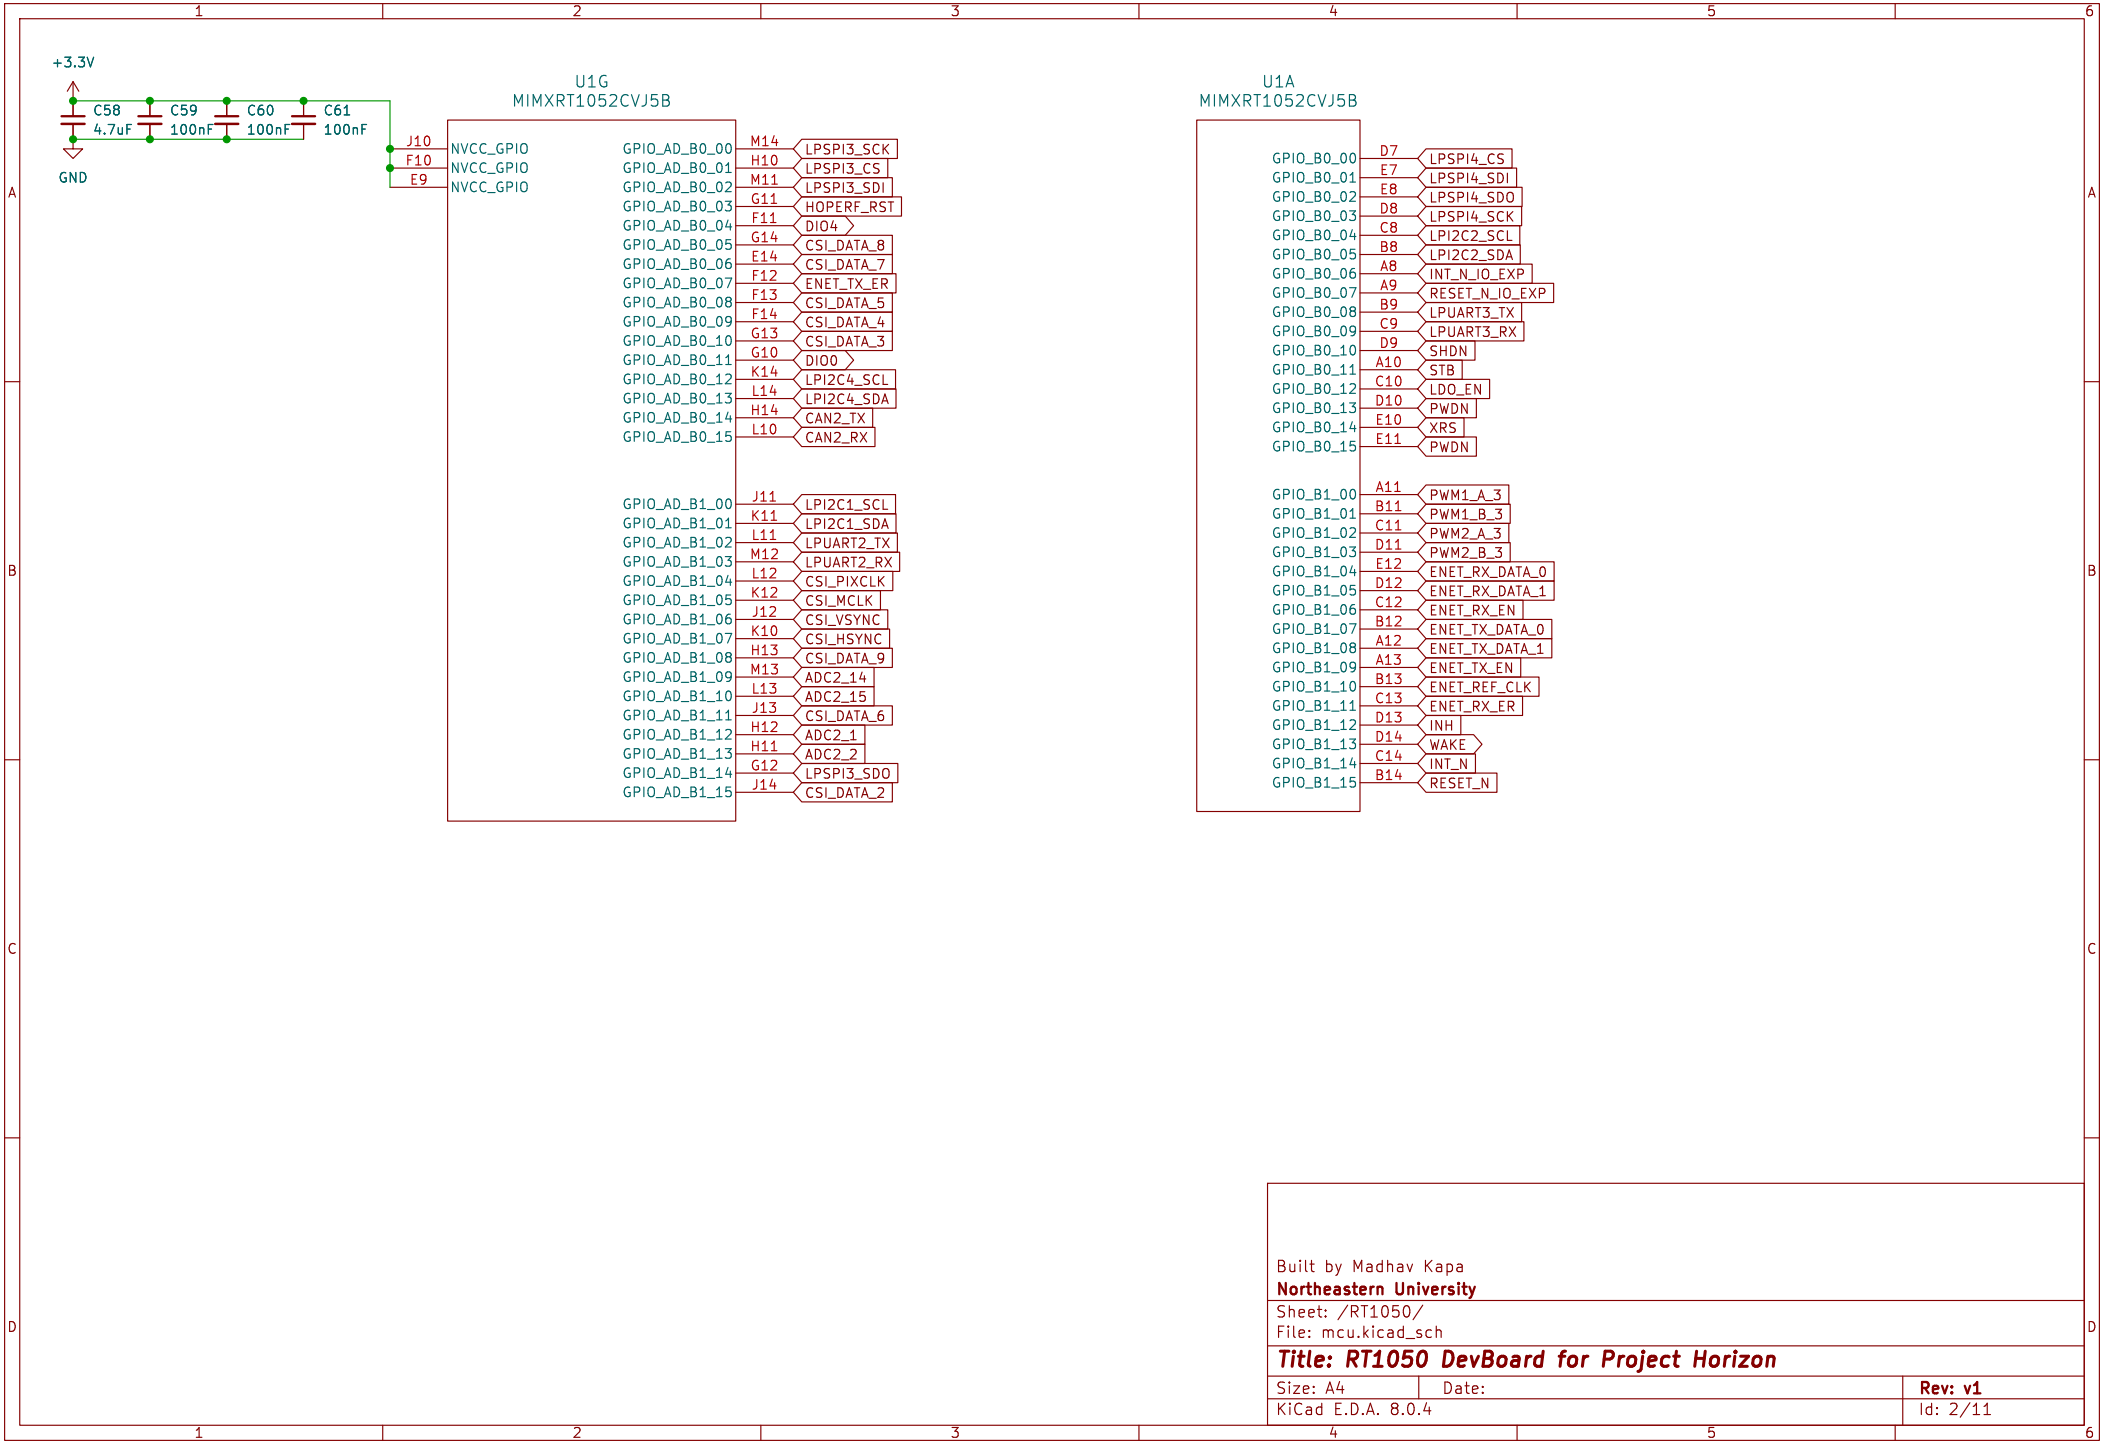 1 2 3 4 5 6
+3.3V
C58 4.7uF
C59 100nF
C60 100nF
C61 100nF
GND
U1G
MIMXRT1052CVJ5B
J10 NVCC_GPIO
F10 NVCC_GPIO
E9 NVCC_GPIO
GPIO_AD_B0_00 M14 LPSPI3_SCK
GPIO_AD_B0_01 H10 LPSPI3_CS
GPIO_AD_B0_02 M11 LPSPI3_SDI
GPIO_AD_B0_03 G11 HOPERF_RST
GPIO_AD_B0_04 F11 DIO4
GPIO_AD_B0_05 G14 CSI_DATA_8
GPIO_AD_B0_06 E14 CSI_DATA_7
GPIO_AD_B0_07 F12 ENET_TX_ER
GPIO_AD_B0_08 F13 CSI_DATA_5
GPIO_AD_B0_09 F14 CSI_DATA_4
GPIO_AD_B0_10 G13 CSI_DATA_3
GPIO_AD_B0_11 G10 DIO0
GPIO_AD_B0_12 K14 LPI2C4_SCL
GPIO_AD_B0_13 L14 LPI2C4_SDA
GPIO_AD_B0_14 H14 CAN2_TX
GPIO_AD_B0_15 L10 CAN2_RX
GPIO_AD_B1_00 J11 LPI2C1_SCL
GPIO_AD_B1_01 K11 LPI2C1_SDA
GPIO_AD_B1_02 L11 LPUART2_TX
GPIO_AD_B1_03 M12 LPUART2_RX
GPIO_AD_B1_04 L12 CSI_PIXCLK
GPIO_AD_B1_05 K12 CSI_MCLK
GPIO_AD_B1_06 J12 CSI_VSYNC
GPIO_AD_B1_07 K10 CSI_HSYNC
GPIO_AD_B1_08 H13 CSI_DATA_9
GPIO_AD_B1_09 M13 ADC2_14
GPIO_AD_B1_10 L13 ADC2_15
GPIO_AD_B1_11 J13 CSI_DATA_6
GPIO_AD_B1_12 H12 ADC2_1
GPIO_AD_B1_13 H11 ADC2_2
GPIO_AD_B1_14 G12 LPSPI3_SDO
GPIO_AD_B1_15 J14 CSI_DATA_2
U1A
MIMXRT1052CVJ5B
GPIO_B0_00 D7 LPSPI4_CS
GPIO_B0_01 E7 LPSPI4_SDI
GPIO_B0_02 E8 LPSPI4_SDO
GPIO_B0_03 D8 LPSPI4_SCK
GPIO_B0_04 C8 LPI2C2_SCL
GPIO_B0_05 B8 LPI2C2_SDA
GPIO_B0_06 A8 INT_N_IO_EXP
GPIO_B0_07 A9 RESET_N_IO_EXP
GPIO_B0_08 B9 LPUART3_TX
GPIO_B0_09 C9 LPUART3_RX
GPIO_B0_10 D9 SHDN
GPIO_B0_11 A10 STB
GPIO_B0_12 C10 LDO_EN
GPIO_B0_13 D10 PWDN
GPIO_B0_14 E10 XRS
GPIO_B0_15 E11 PWDN
GPIO_B1_00 A11 PWM1_A_3
GPIO_B1_01 B11 PWM1_B_3
GPIO_B1_02 C11 PWM2_A_3
GPIO_B1_03 D11 PWM2_B_3
GPIO_B1_04 E12 ENET_RX_DATA_0
GPIO_B1_05 D12 ENET_RX_DATA_1
GPIO_B1_06 C12 ENET_RX_EN
GPIO_B1_07 B12 ENET_TX_DATA_0
GPIO_B1_08 A12 ENET_TX_DATA_1
GPIO_B1_09 A13 ENET_TX_EN
GPIO_B1_10 B13 ENET_REF_CLK
GPIO_B1_11 C13 ENET_RX_ER
GPIO_B1_12 D13 INH
GPIO_B1_13 D14 WAKE
GPIO_B1_14 C14 INT_N
GPIO_B1_15 B14 RESET_N
A A
B B
C C
D D
Built by Madhav Kapa
Northeastern University
Sheet: /RT1050/
File: mcu.kicad_sch
Title: RT1050 DevBoard for Project Horizon
Size: A4 Date: Rev: v1
KiCad E.D.A. 8.0.4 Id: 2/11
1 2 3 4 5 6